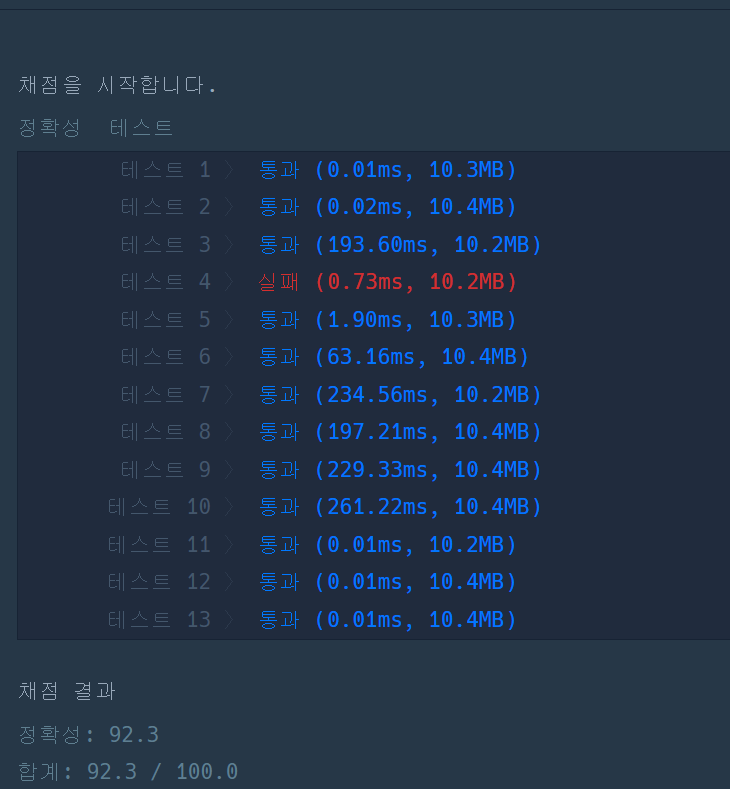 채점을 시작합니다.
정확성 테스트
테스트 1 〉 통과 (0.01ms, 10.3MB)
테스트 2 〉 통과 (0.02ms, 10.4MB)
테스트 3 〉 통과 (193.60ms, 10.2MB)
테스트 4 〉 실패 (0.73ms, 10.2MB)
테스트 5 〉 통과 (1.90ms, 10.3MB)
테스트 6 〉 통과 (63.16ms, 10.4MB)
테스트 7 〉 통과 (234.56ms, 10.2MB)
테스트 8 〉 통과 (197.21ms, 10.4MB)
테스트 9 〉 통과 (229.33ms, 10.4MB)
테스트 10 〉 통과 (261.22ms, 10.4MB)
테스트 11 〉 통과 (0.01ms, 10.2MB)
테스트 12 〉 통과 (0.01ms, 10.4MB)
테스트 13 〉 통과 (0.01ms, 10.4MB)
채점 결과
정확성: 92.3
합계: 92.3 / 100.0